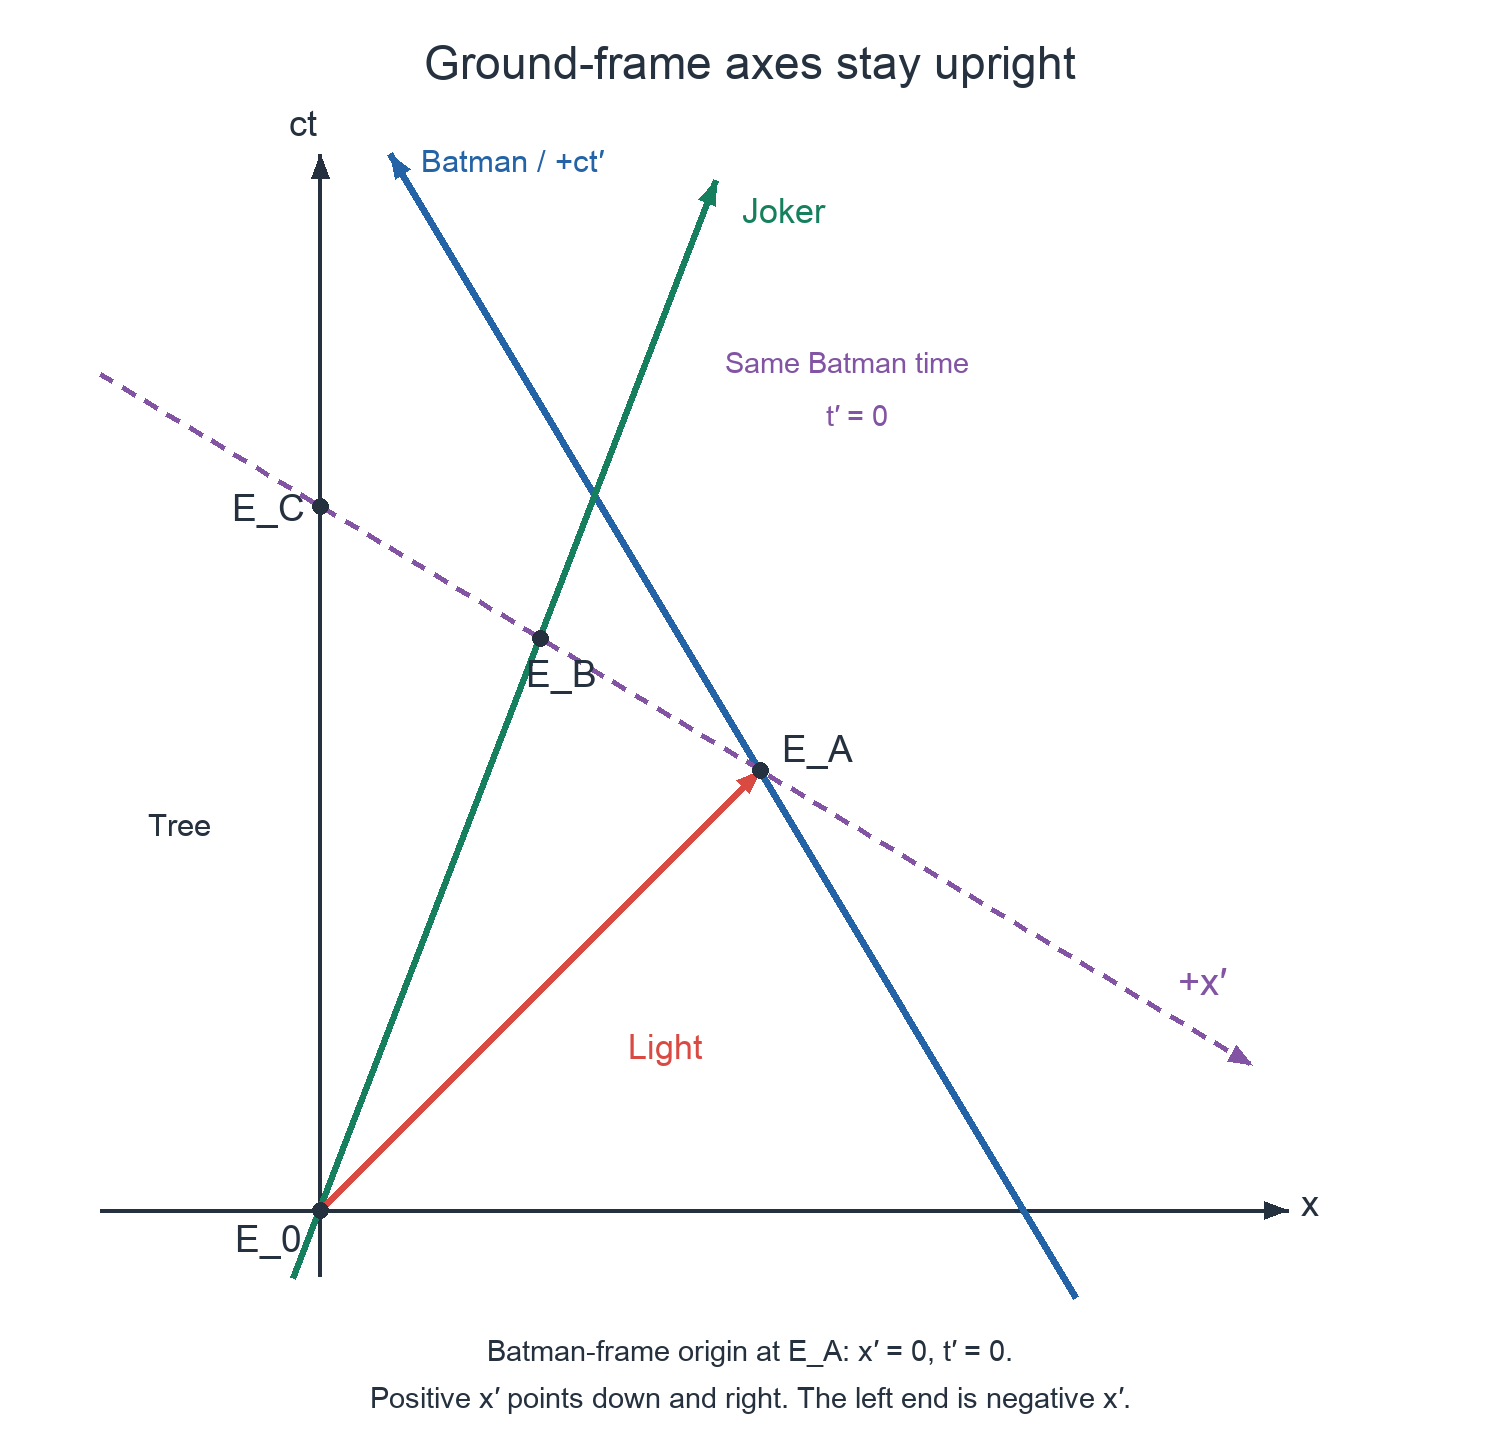 Ground-frame axes stay upright
ct
Batman / +ct′
Joker
Same Batman time
t′ = 0
E_C
E_B
E_A
Tree
+x′
Light
x
E_0
Batman-frame origin at E_A: x′ = 0, t′ = 0.
Positive x′ points down and right. The left end is negative x′.